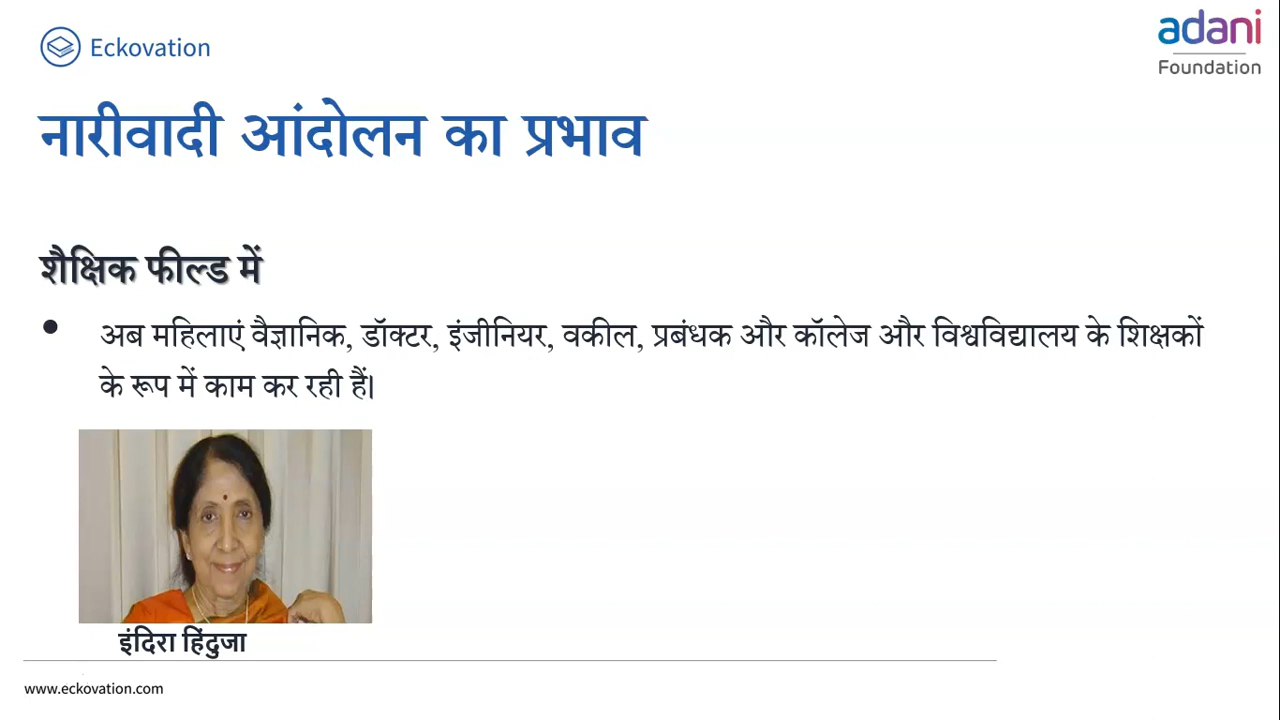 Eckovation
adani
Foundation
नारीवादी आंदोलन का प्रभाव
शैक्षिक फील्ड में
• अब महिलाएं वैज्ञानिक, डॉक्टर, इंजीनियर, वकील, प्रबंधक और कॉलेज और विश्वविद्यालय के शिक्षकों
के रूप में काम कर रही हैं।
इंदिरा हिंदुजा
www.eckovation.com